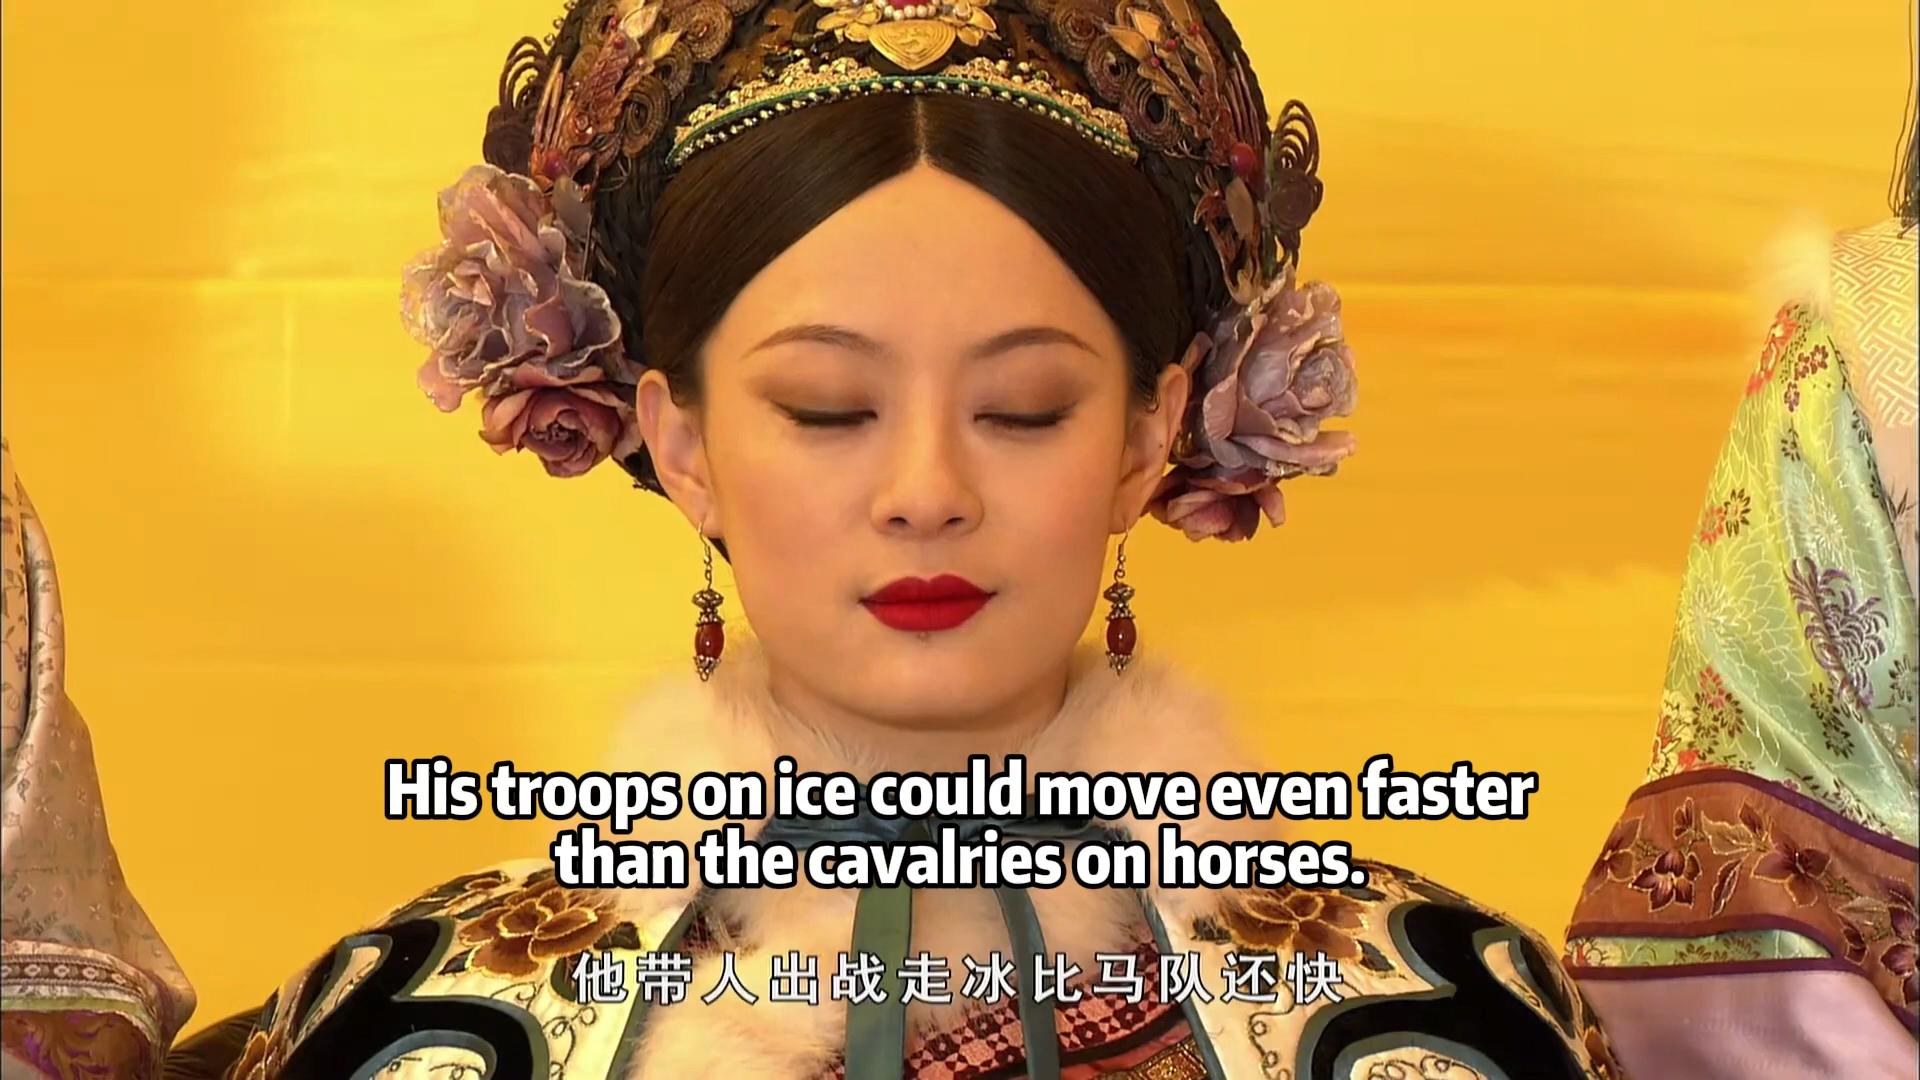 His troops on ice could move even faster
than the cavalries on horses.
他带人出战走冰比马队还快